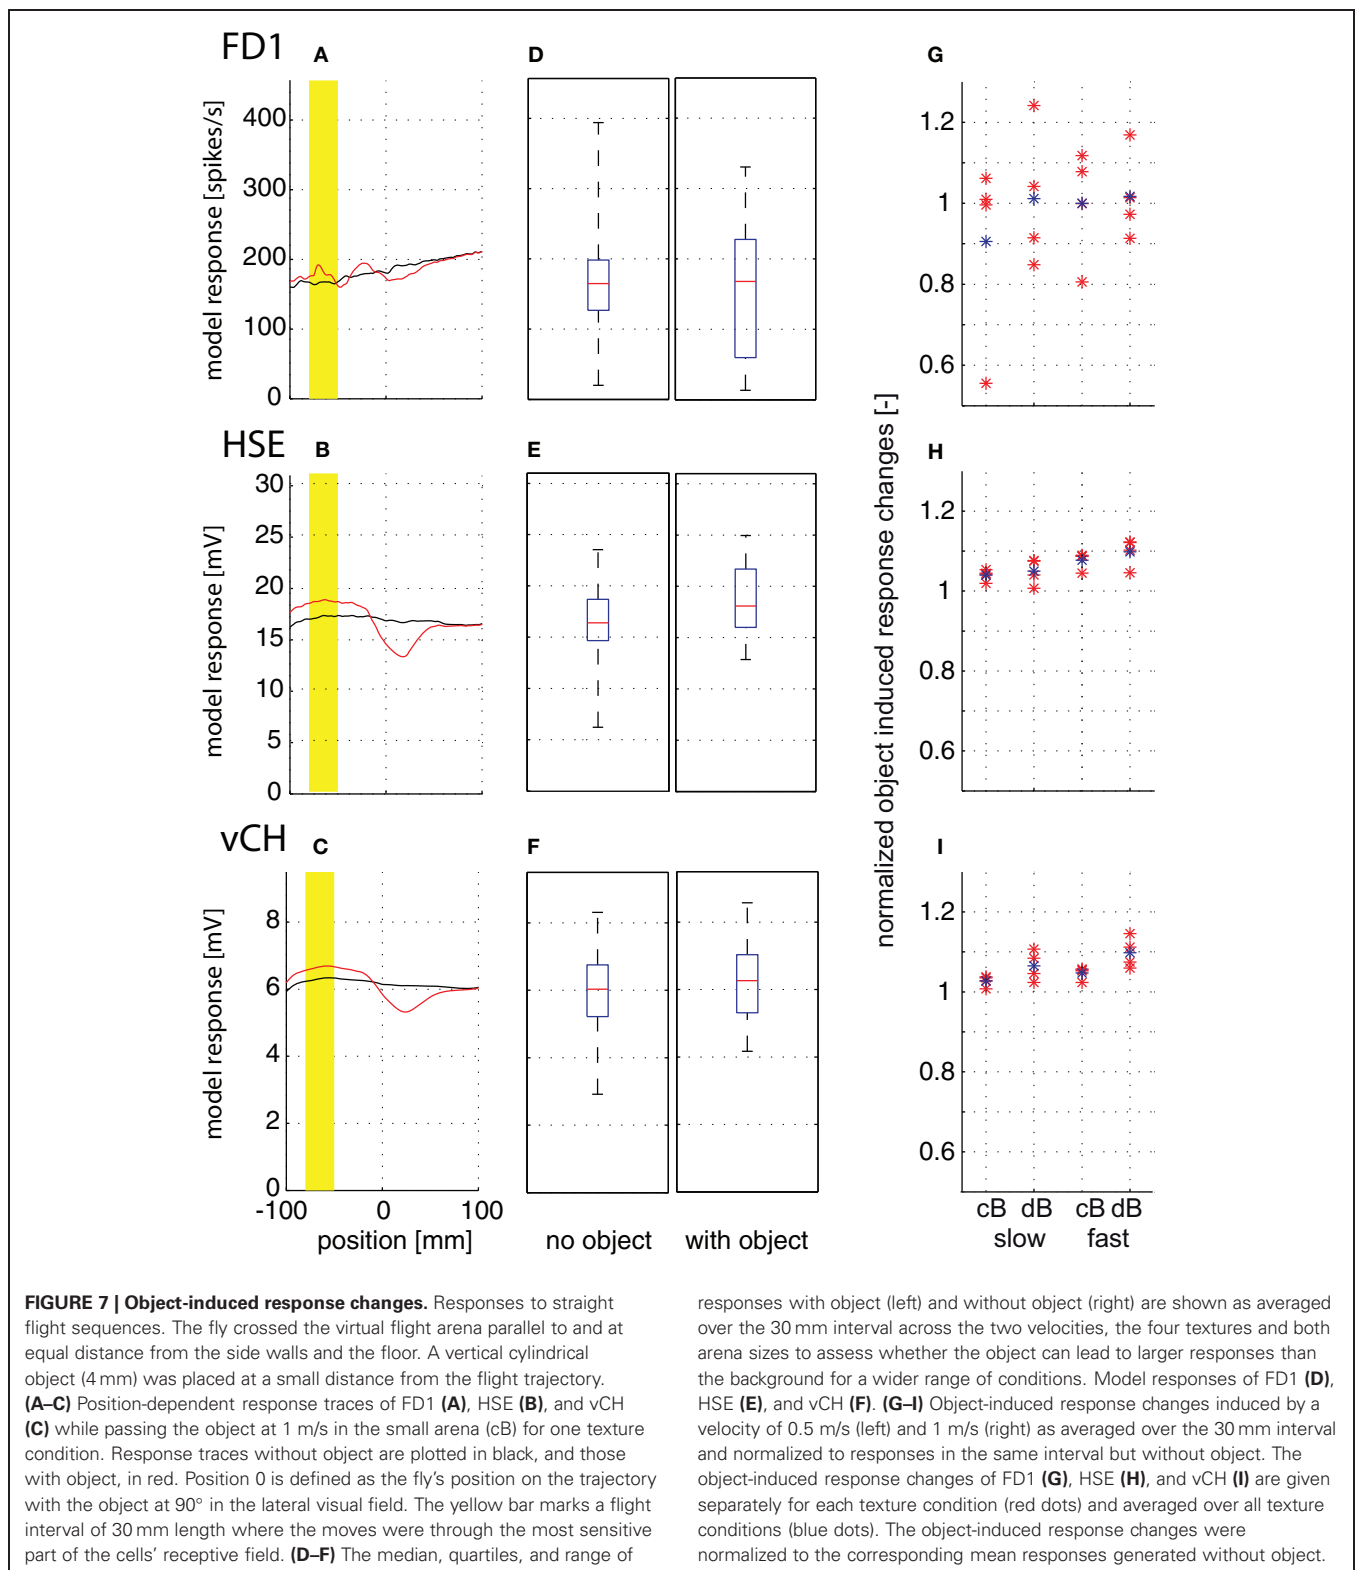 FD1
A
D
G
model response [spikes/s]
400
300
200
100
0
1.2
1
0.8
0.6
HSE
B
E
H
model response [mV]
30
25
20
15
10
5
0
normalized object induced response changes [-]
1.2
1
0.8
0.6
vCH
C
F
I
model response [mV]
8
6
4
2
0
-100 0 100
position [mm]
no object
with object
1.2
1
0.8
0.6
cB dB cB dB
slow fast
FIGURE 7 | Object-induced response changes. Responses to straight
flight sequences. The fly crossed the virtual flight arena parallel to and at
equal distance from the side walls and the floor. A vertical cylindrical
object (4 mm) was placed at a small distance from the flight trajectory.
(A–C) Position-dependent response traces of FD1 (A), HSE (B), and vCH
(C) while passing the object at 1 m/s in the small arena (cB) for one texture
condition. Response traces without object are plotted in black, and those
with object, in red. Position 0 is defined as the fly's position on the trajectory
with the object at 90° in the lateral visual field. The yellow bar marks a flight
interval of 30 mm length where the moves were through the most sensitive
part of the cells' receptive field. (D–F) The median, quartiles, and range of
responses with object (left) and without object (right) are shown as averaged
over the 30 mm interval across the two velocities, the four textures and both
arena sizes to assess whether the object can lead to larger responses than
the background for a wider range of conditions. Model responses of FD1 (D),
HSE (E), and vCH (F). (G–I) Object-induced response changes induced by a
velocity of 0.5 m/s (left) and 1 m/s (right) as averaged over the 30 mm interval
and normalized to responses in the same interval but without object. The
object-induced response changes of FD1 (G), HSE (H), and vCH (I) are given
separately for each texture condition (red dots) and averaged over all texture
conditions (blue dots). The object-induced response changes were
normalized to the corresponding mean responses generated without object.